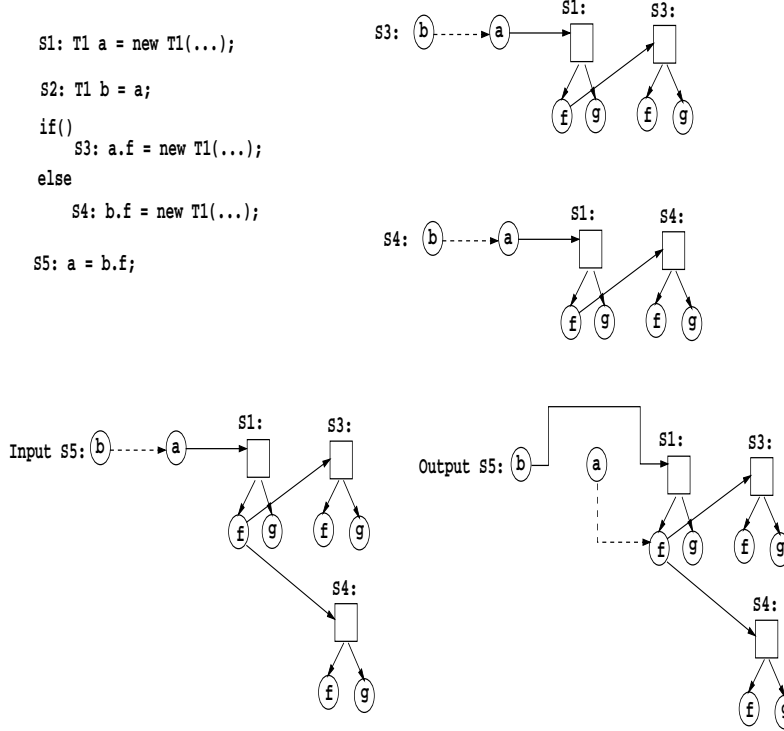 S1: T1 a = new T1(...);
S2: T1 b = a;
if()
S3: a.f = new T1(...);
else
S4: b.f = new T1(...);
S5: a = b.f;
S3: b a S1: S3:
f g f g
S4: b a S1: S4:
f g f g
Input S5: b a S1: S3:
f g f g
S4:
f g
Output S5: b a S1: S3:
f g f g
S4:
f g